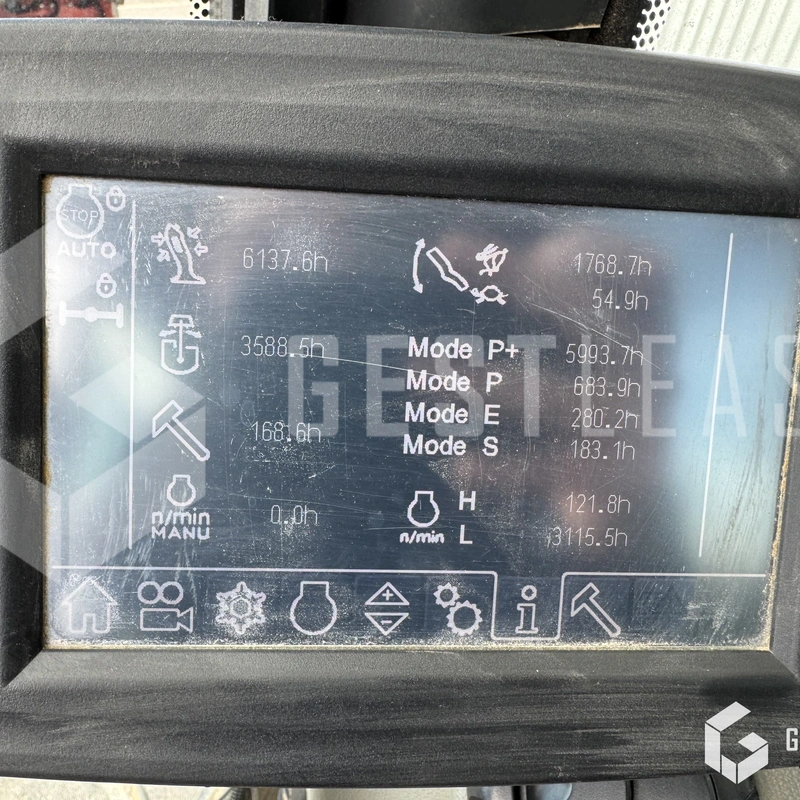 STOP
AUTO
6137.6h
1768.7h
54.9h
3588.5h
Mode P+ 5993.7h
Mode P 683.9h
Mode E 280.2h
168.6h
Mode S 183.1h
n/min
MANU
0.0h
H 121.8h
n/min L 3115.5h
GESTLEAS
G